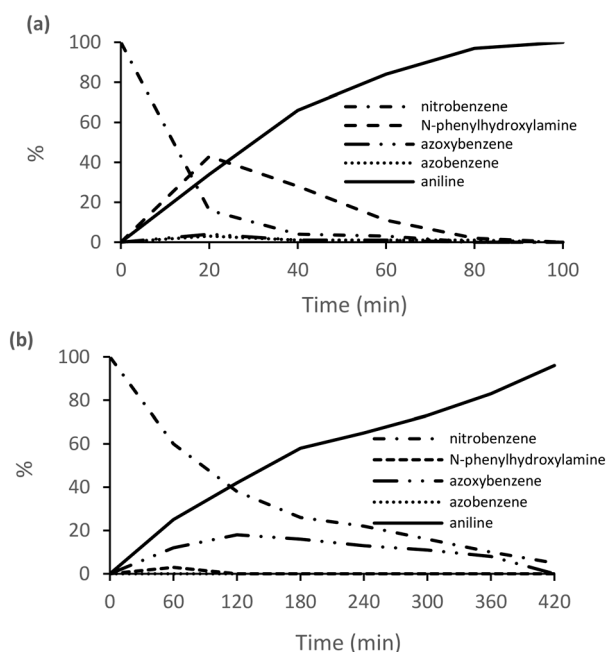 (a)
100
80
60
40
20
0
%
nitrobenzene
N-phenylhydroxylamine
azoxybenzene
azobenzene
aniline
0 20 40 60 80 100
Time (min)
(b)
100
80
60
40
20
0
%
nitrobenzene
N-phenylhydroxylamine
azoxybenzene
azobenzene
aniline
0 60 120 180 240 300 360 420
Time (min)